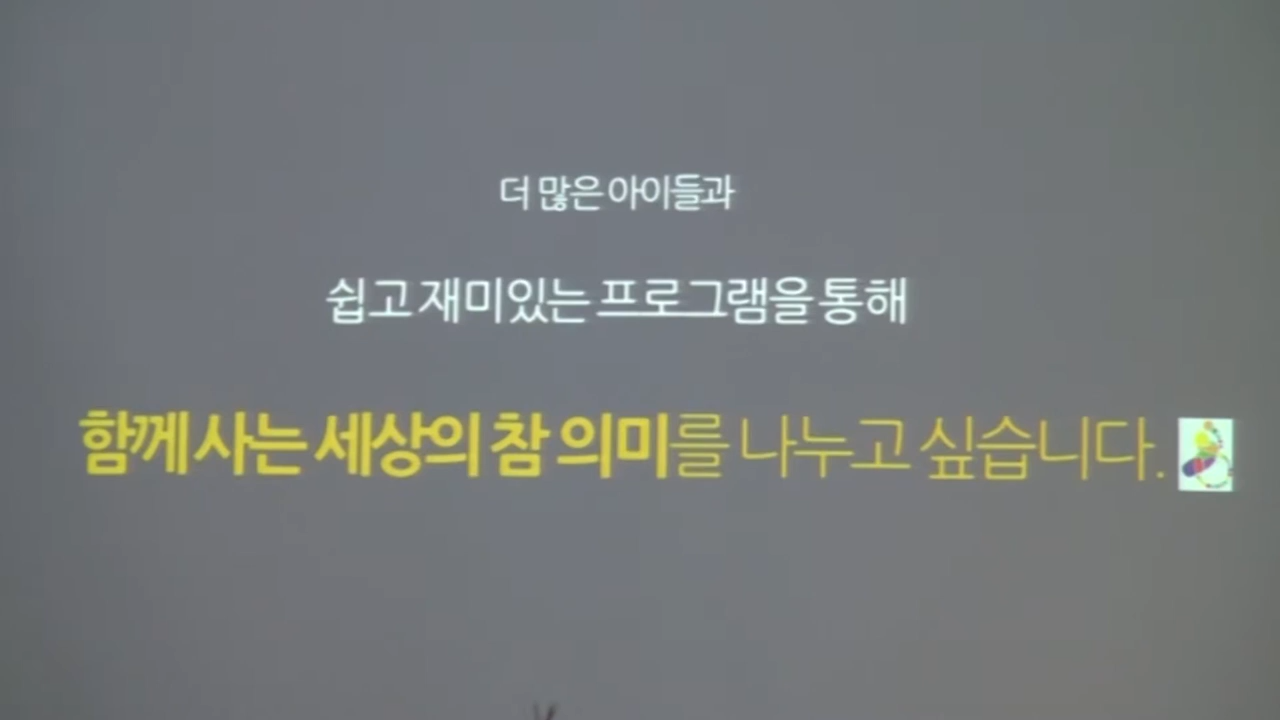 더 많은 아이들과
쉽고 재미있는 프로그램을 통해
함께 사는 세상의 참 의미를 나누고 싶습니다.